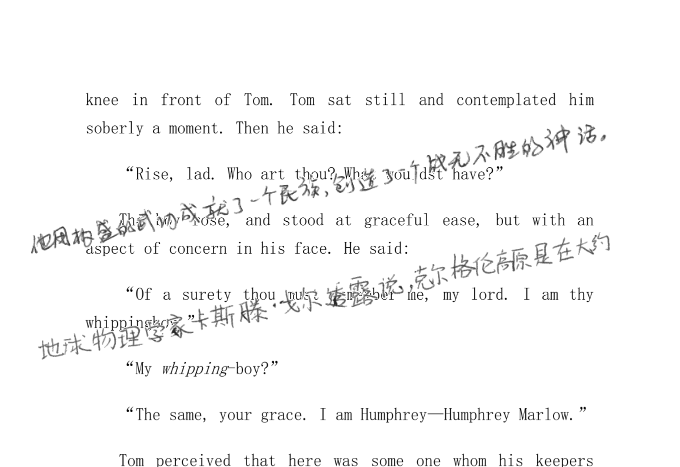 knee in front of Tom. Tom sat still and contemplated him
soberly a moment. Then he said:
“Rise, lad. Who art thou? What wouldst have?”
他用旺盛的武功成就了一个民族，创造了一个战无不胜的神话。
The boy rose, and stood at graceful ease, but with an
aspect of concern in his face. He said:
“Of a surety thou must remember me, my lord. I am thy
whippingboy.”
地球物理学家卡斯滕·戈尔透露说，克尔格伦高原是在大约
“My whipping-boy?”
“The same, your grace. I am Humphrey—Humphrey Marlow.”
Tom perceived that here was some one whom his keepers